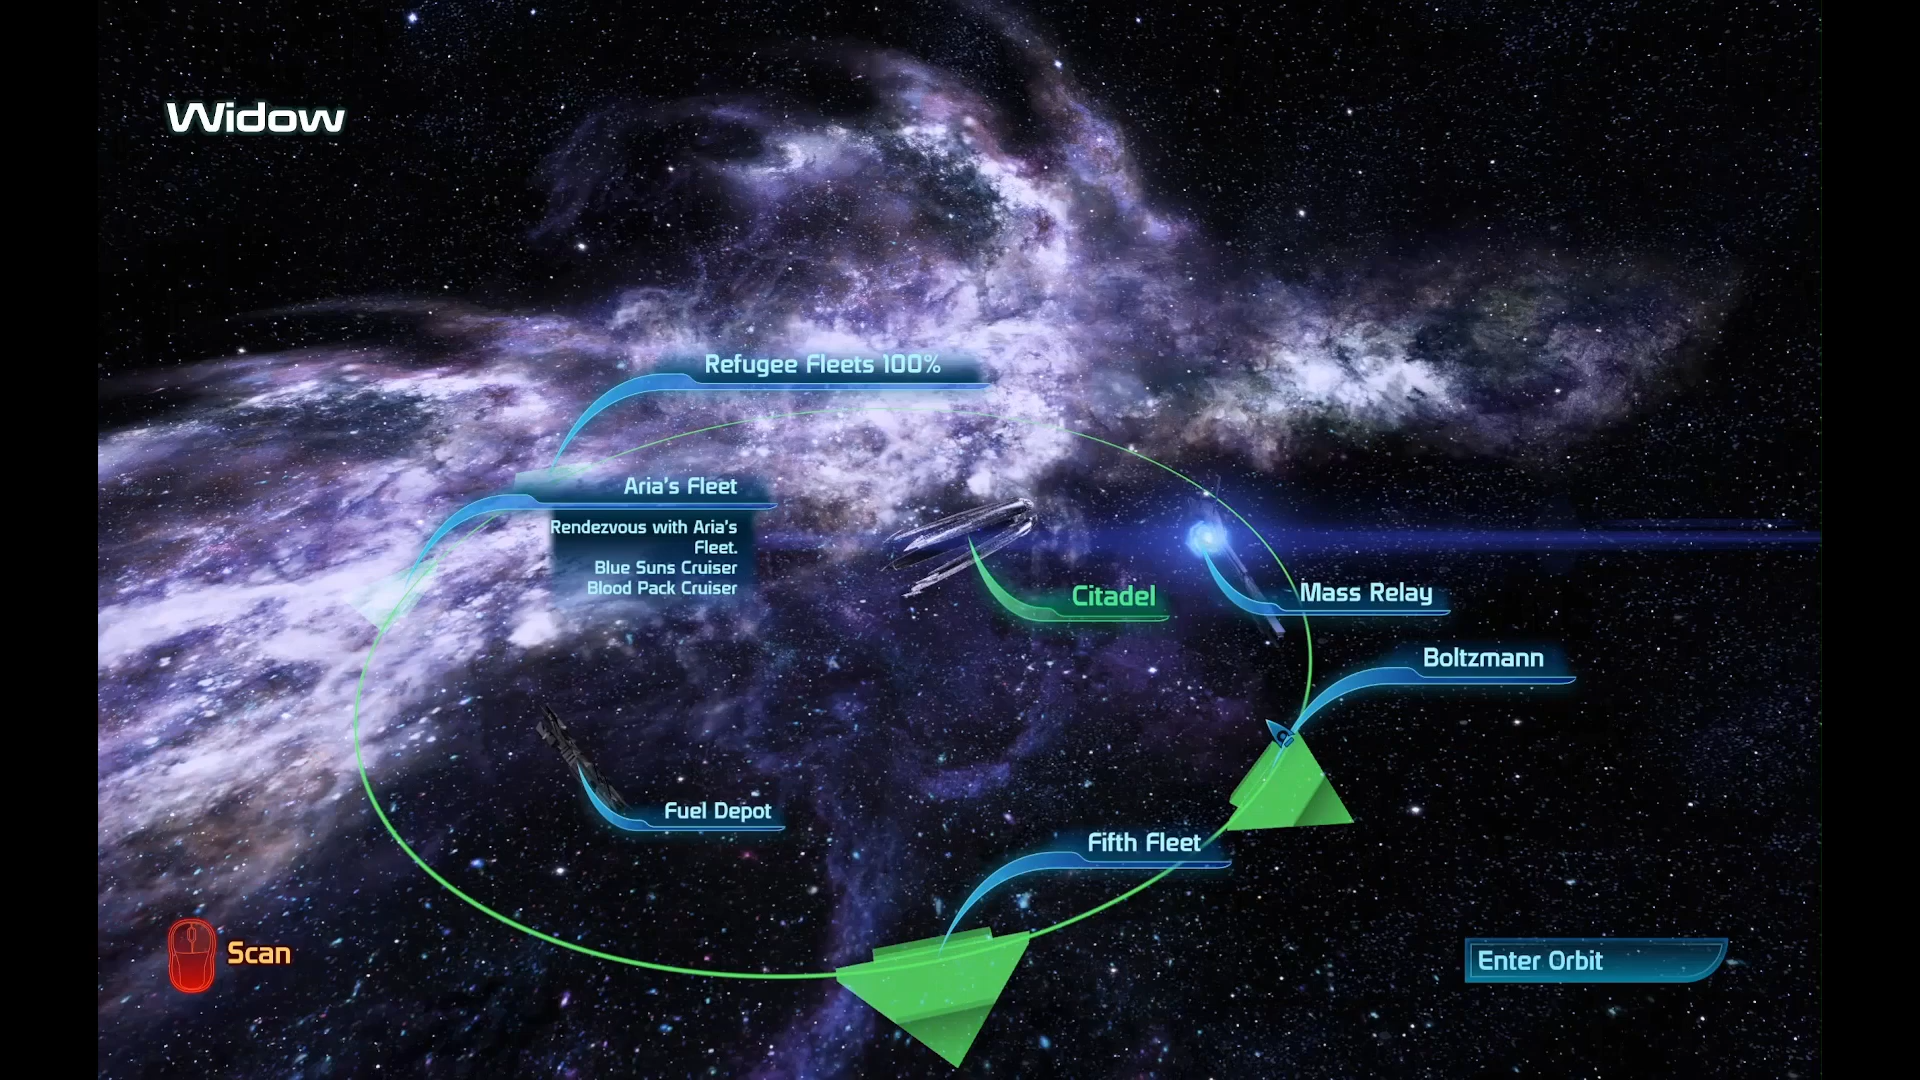 Widow
Refugee Fleets 100%
Aria's Fleet
Rendezvous with Aria's
Fleet.
Blue Suns Cruiser
Blood Pack Cruiser
Citadel
Mass Relay
Boltzmann
Fuel Depot
Fifth Fleet
Scan
Enter Orbit